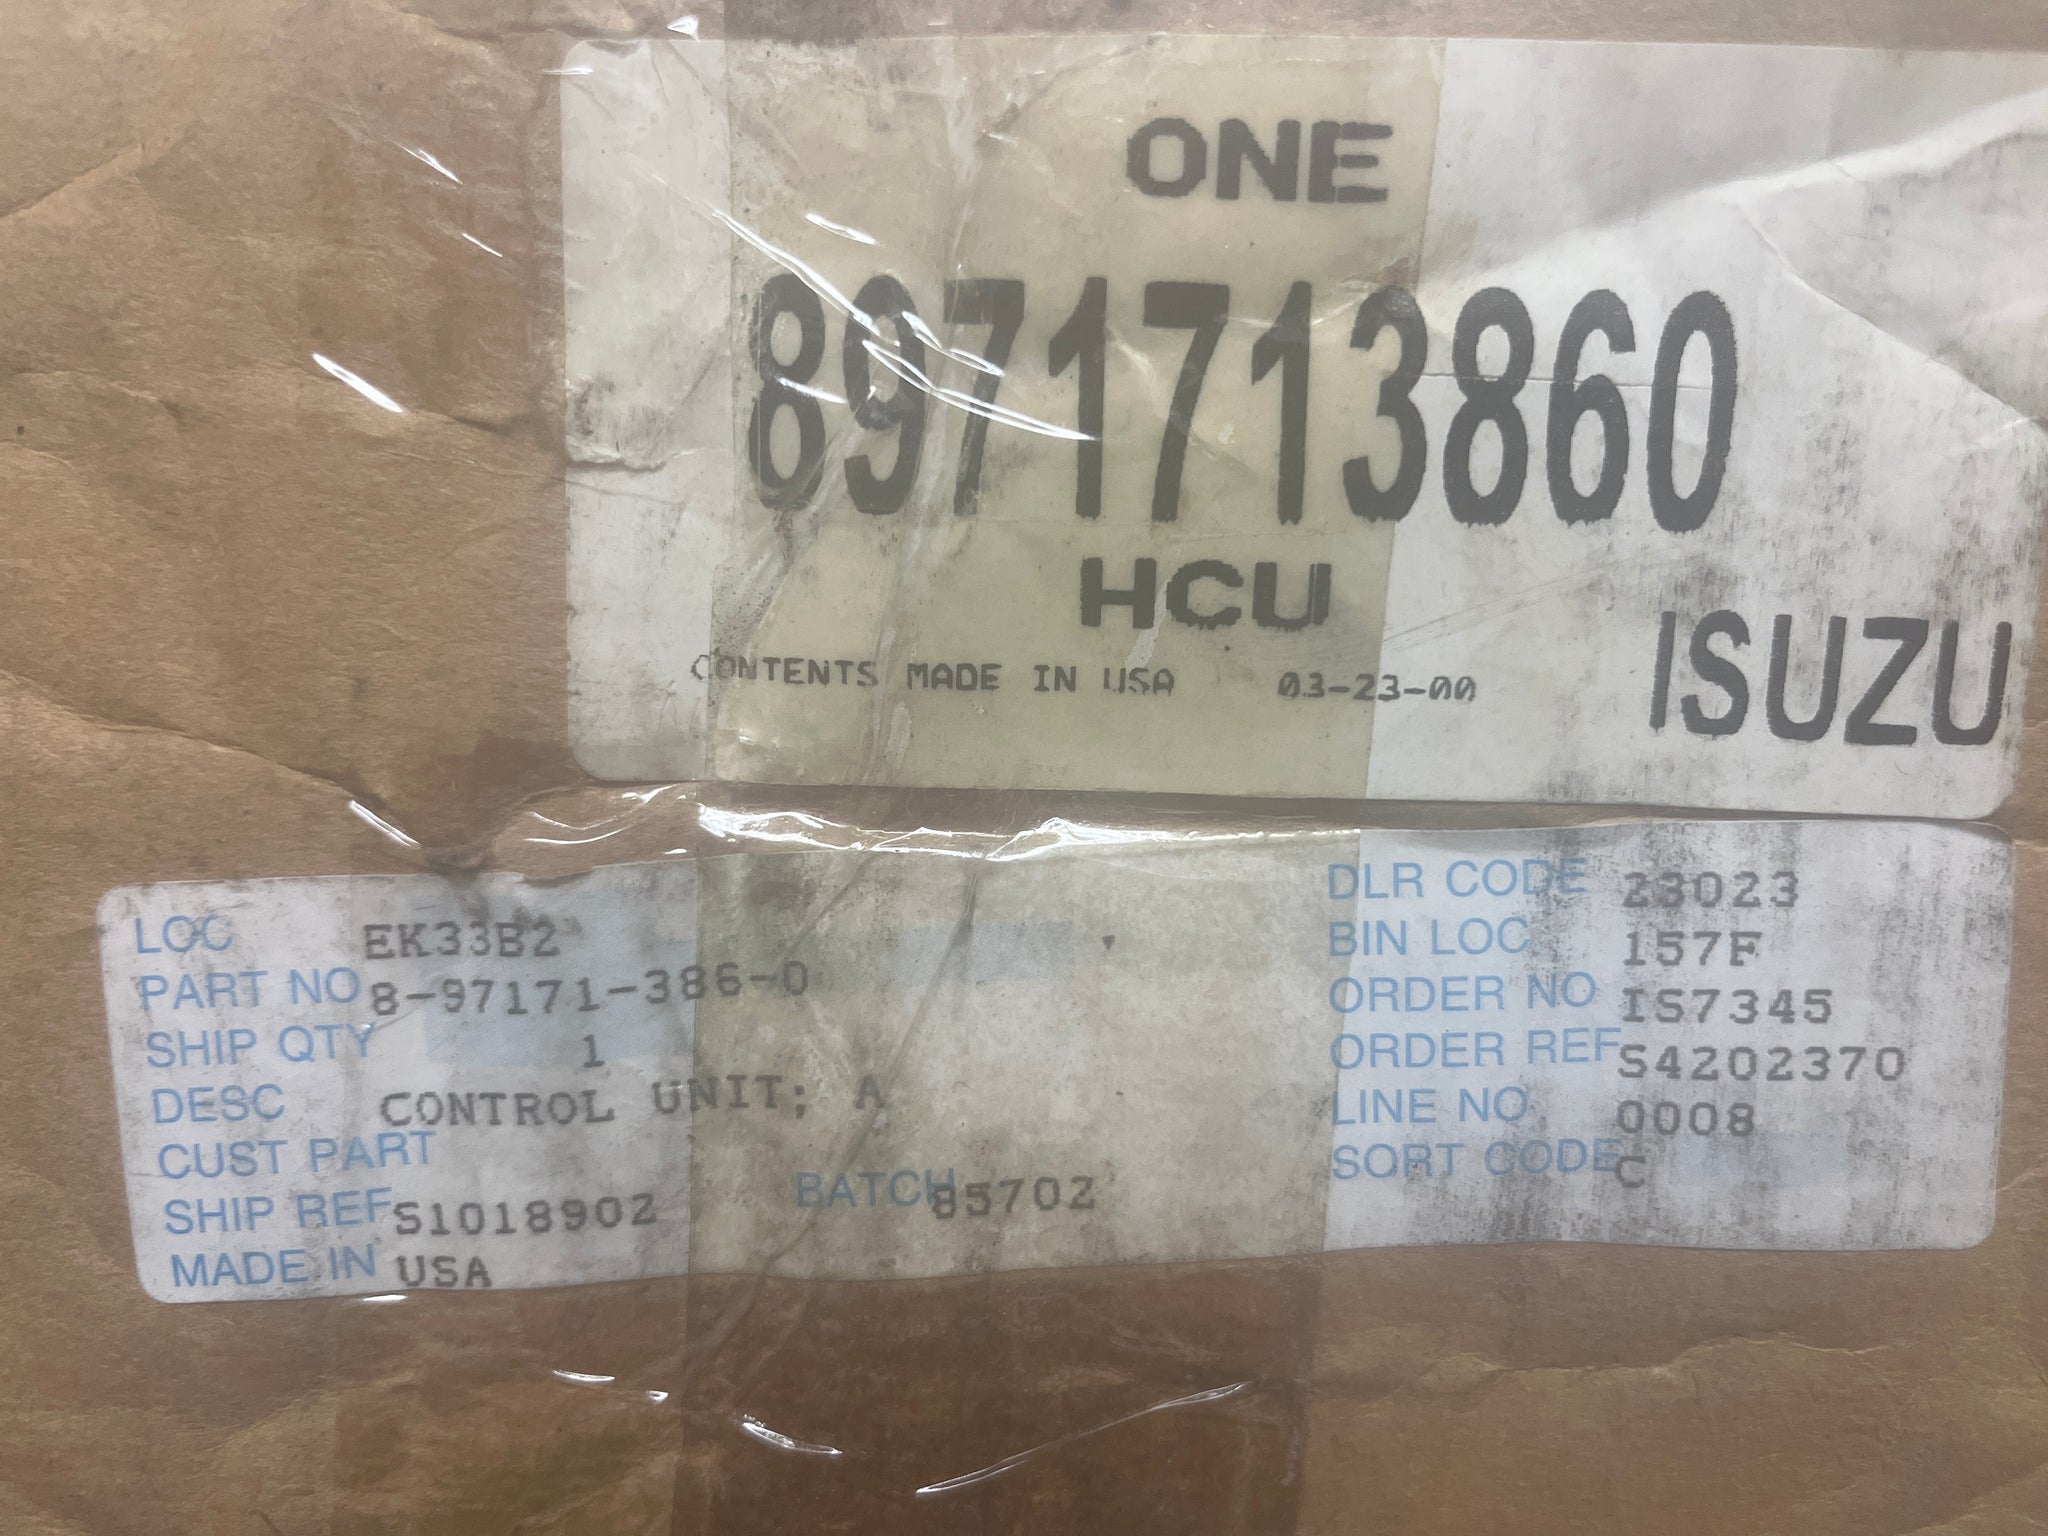 ONE
8971713860
HCU
CONTENTS MADE IN USA 03-23-00
ISUZU
LOC EK33B2
PART NO 8-97171-386-0
SHIP QTY 1
DESC CONTROL UNIT; A
CUST PART
SHIP REF S1018902
MADE IN USA
BATCH 85702
DLR CODE 23023
BIN LOC 157F
ORDER NO IS7345
ORDER REF S4202370
LINE NO 0008
SORT CODE C